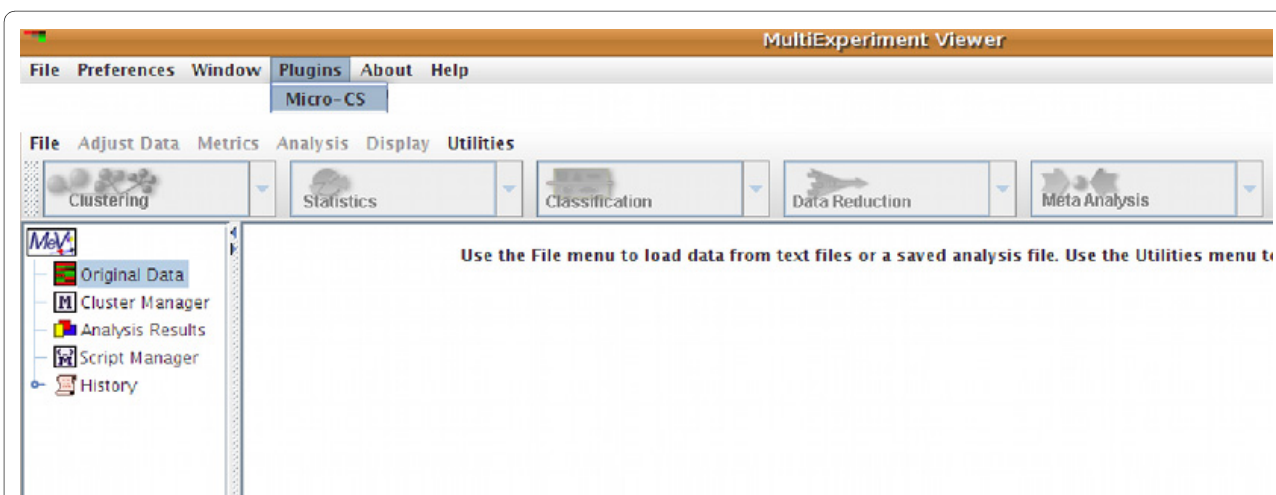 MultiExperiment Viewer
File Preferences Window Plugins About Help
Micro-CS
File Adjust Data Metrics Analysis Display Utilities
Clustering Statistics Classification Data Reduction Meta Analysis
MeV
Use the File menu to load data from text files or a saved analysis file. Use the Utilities menu to
Original Data
M Cluster Manager
Analysis Results
Script Manager
History